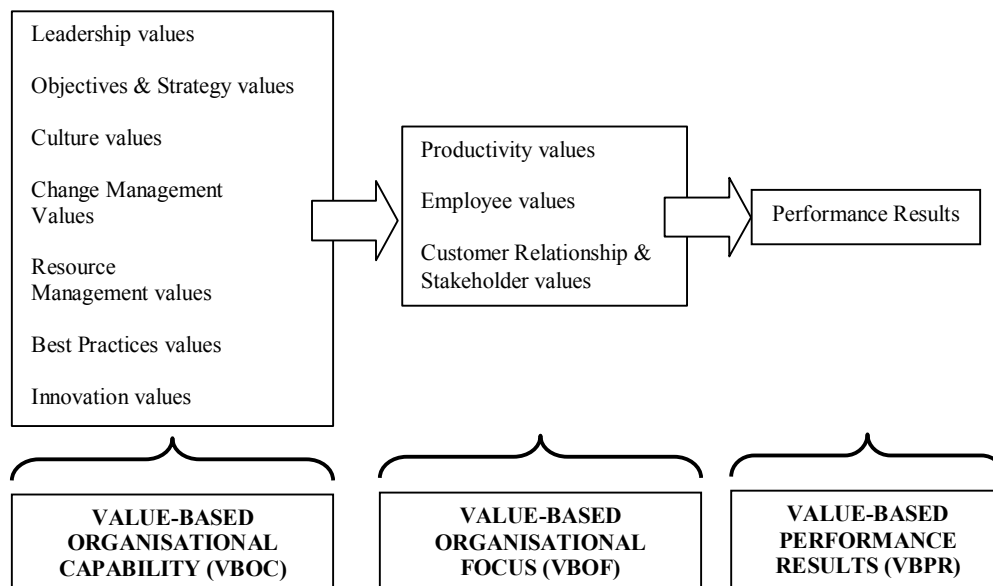 Leadership values
Objectives & Strategy values
Culture values
Change Management
Values
Resource
Management values
Best Practices values
Innovation values
Productivity values
Employee values
Customer Relationship &
Stakeholder values
Performance Results
VALUE-BASED
ORGANISATIONAL
CAPABILITY (VBOC)
VALUE-BASED
ORGANISATIONAL
FOCUS (VBOF)
VALUE-BASED
PERFORMANCE
RESULTS (VBPR)